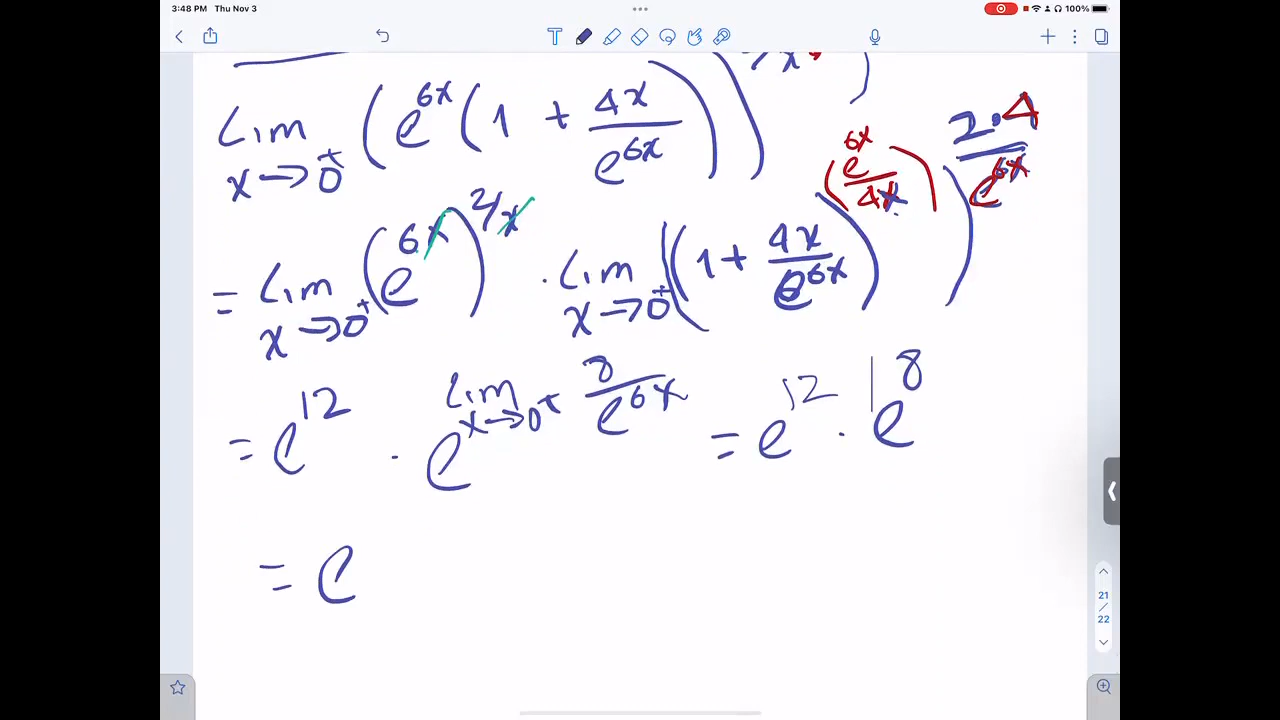 3:48 PM Thu Nov 3
100%
Lim x→0⁺ (e^(6x) (1 + 4x/e^(6x)))
= Lim x→0⁺ (e^(6x))^(2/x) · Lim x→0⁺ ((1 + 4x/e^(6x))^(e^(6x)/4x))^(2·4/e^(6x))
= e^12 · e^(Lim x→0⁺ 8/e^(6x)) = e^12 · e^8
= e
21
/
22